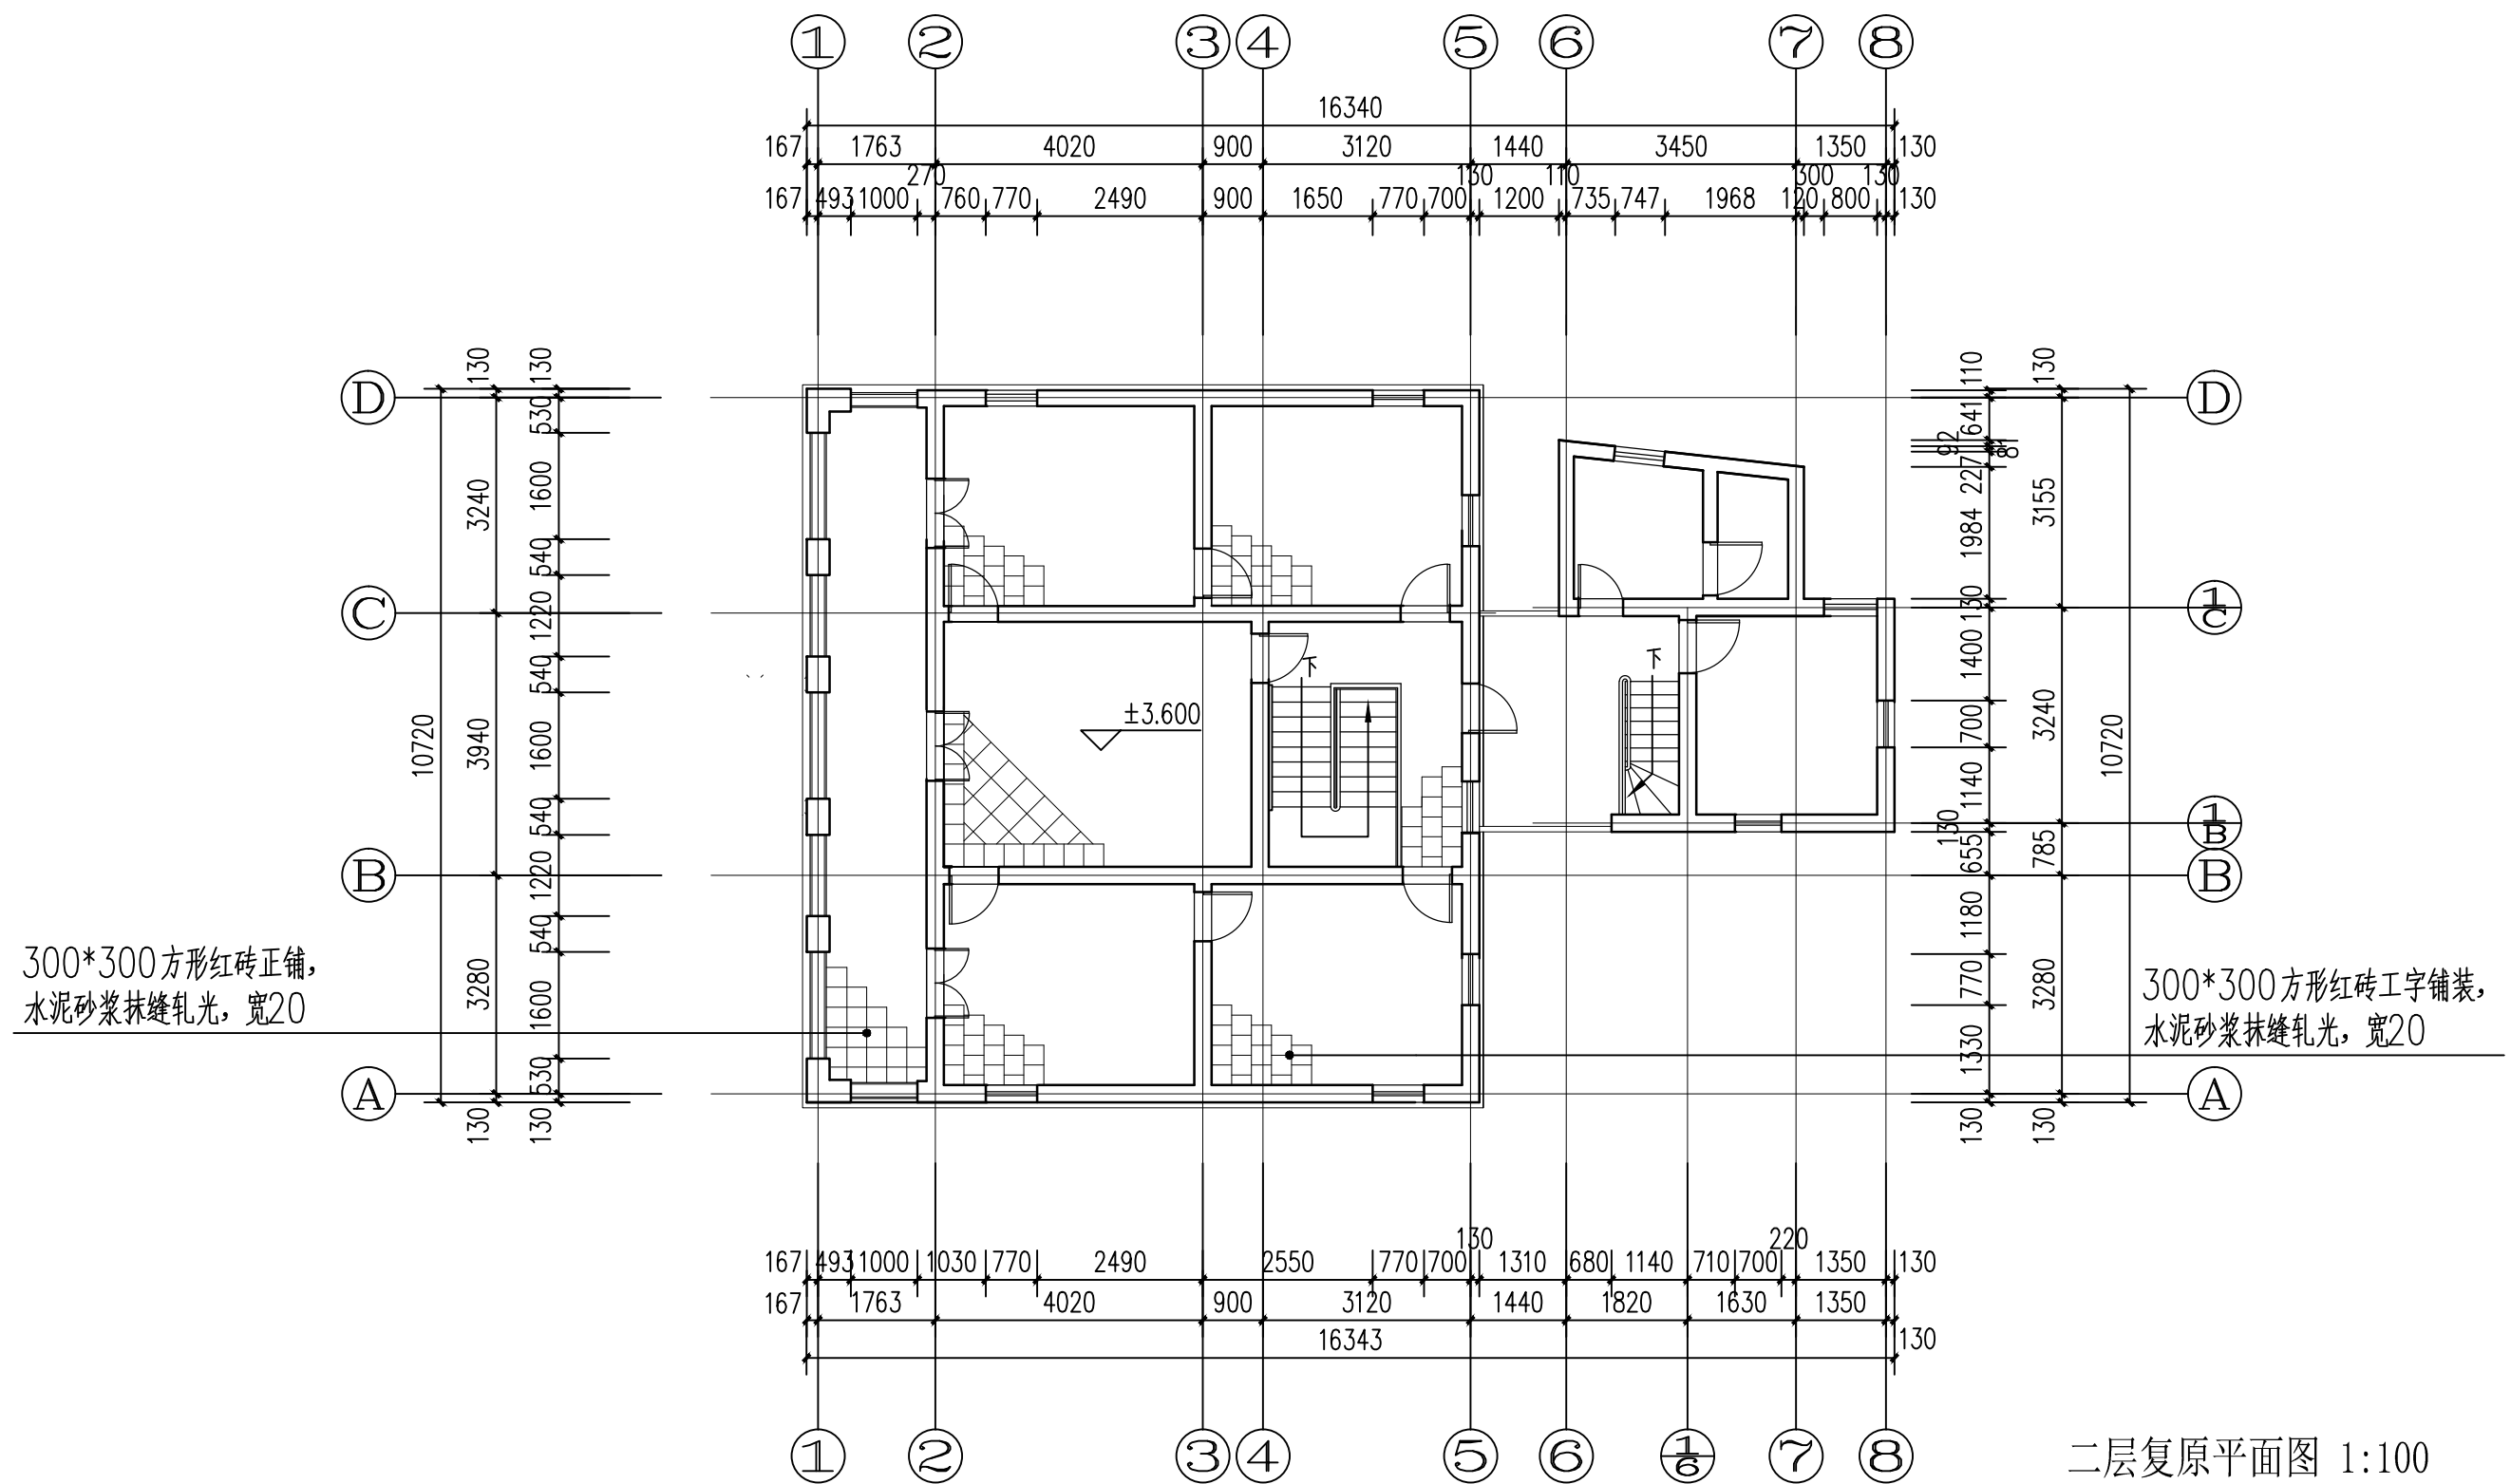 ① ② ③ ④ ⑤ ⑥ ⑦ ⑧
16340
167 1763 4020 900 3120 1440 3450 1350 130
270 130 110 300 130
167 493 1000 760 770 2490 900 1650 770 700 1200 735 747 1968 120 800 130
D
C
B
A
10720
130 3240 3940 3280 130
130 530 1600 540 1220 540 1600 540 1220 540 1600 530 130
下
下
±3.600
300*300方形红砖正铺,
水泥砂浆抹缝轧光,宽20
110 641 92 81 227 1984 130 1400 700 1140 130 655 1180 770 1330 130
130 3155 3240 785 3280 130
10720
D
1/C
1/B
B
A
300*300方形红砖工字铺装,
水泥砂浆抹缝轧光,宽20
130 220
167 493 1000 1030 770 2490 2550 770 700 1310 680 1140 710 700 1350 130
167 1763 4020 900 3120 1440 1820 1630 1350
16343 130
① ② ③ ④ ⑤ ⑥ 1/6 ⑦ ⑧
二层复原平面图 1:100